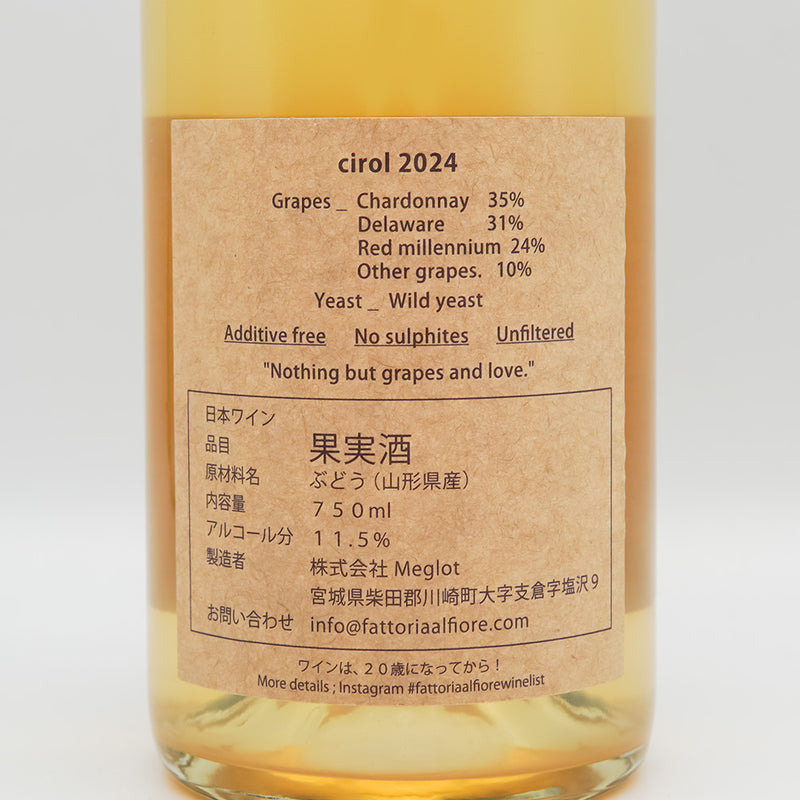 cirol 2024
Grapes _ Chardonnay 35%
Delaware 31%
Red millennium 24%
Other grapes. 10%
Yeast _ Wild yeast
Additive free No sulphites Unfiltered
"Nothing but grapes and love."
日本ワイン
品目 果実酒
原材料名 ぶどう（山形県産）
内容量 ７５０ml
アルコール分 １１.５％
製造者 株式会社 Meglot
宮城県柴田郡川崎町大字支倉字塩沢９
お問い合わせ info@fattoriaalfiore.com
ワインは、２０歳になってから！
More details ; Instagram #fattoriaalfiorewinelist